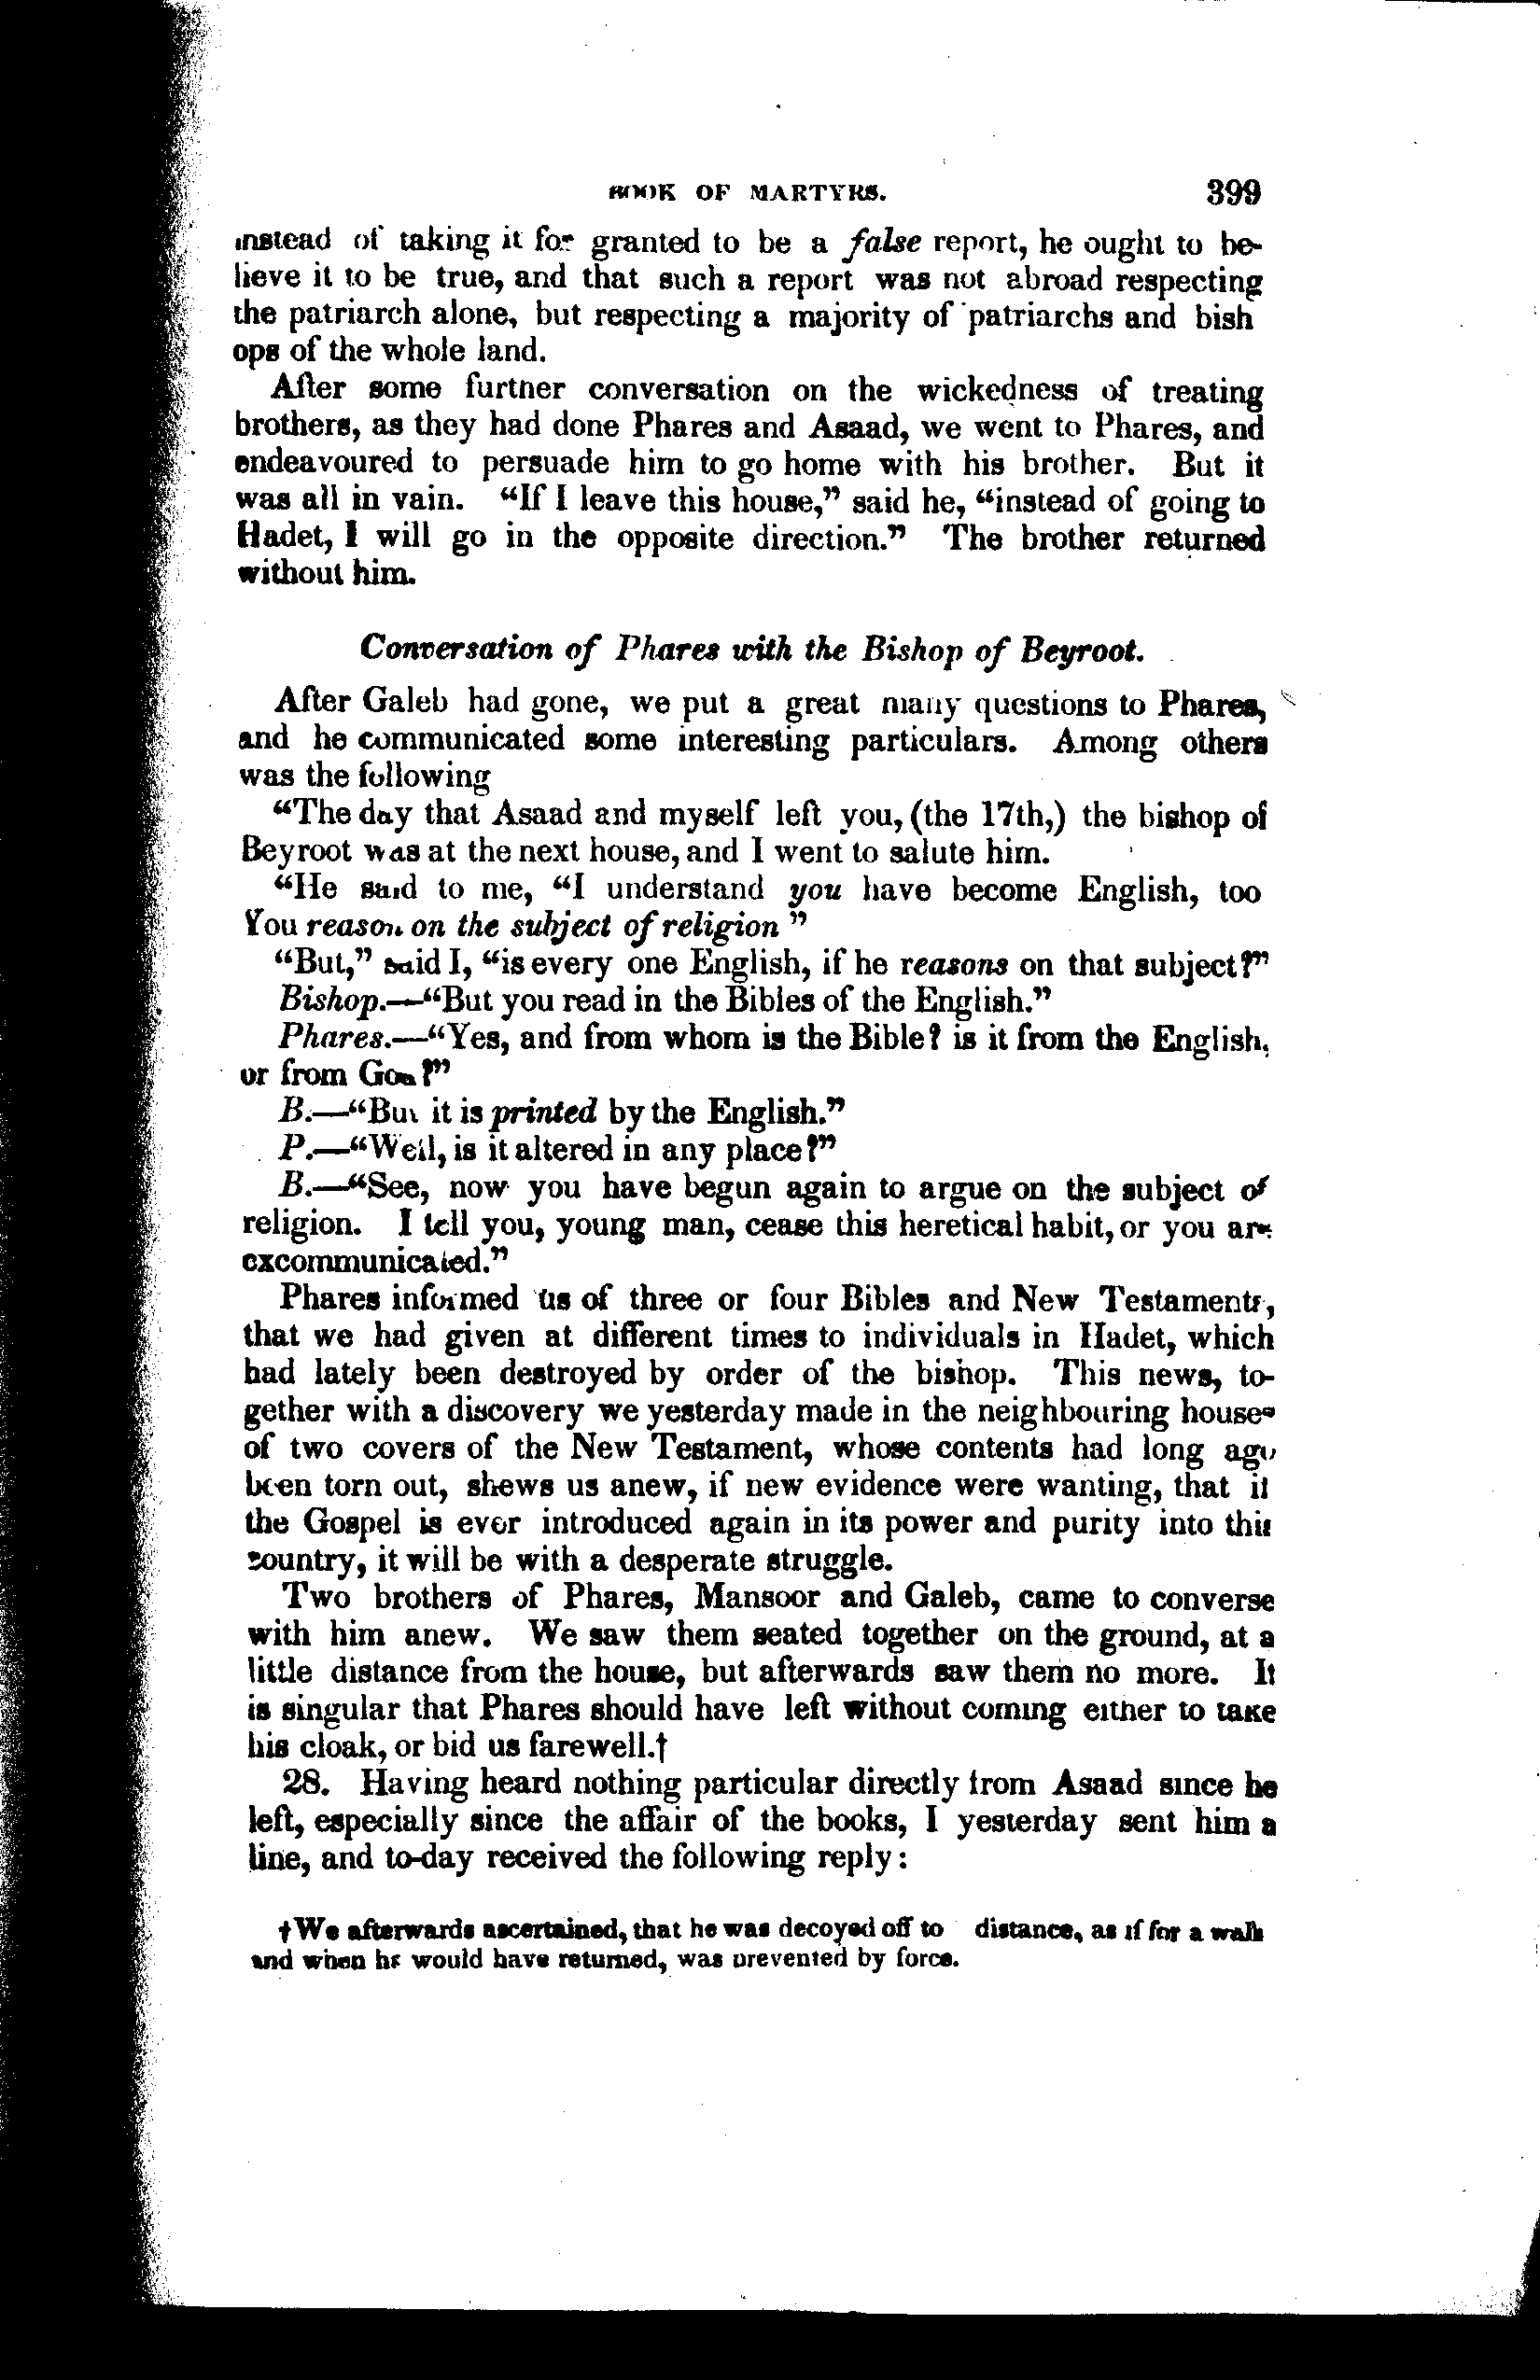 BOOK OF MARTYRS. 399
instead of taking it for granted to be a false report, he ought to be-
lieve it to be true, and that such a report was not abroad respecting
the patriarch alone, but respecting a majority of patriarchs and bish
ops of the whole land.
After some further conversation on the wickedness of treating
brothers, as they had done Phares and Asaad, we went to Phares, and
endeavoured to persuade him to go home with his brother. But it
was all in vain. “If I leave this house,” said he, “instead of going to
Hadet, I will go in the opposite direction.” The brother returned
without him.
Conversation of Phares with the Bishop of Beyroot.
After Galeb had gone, we put a great many questions to Phares,
and he communicated some interesting particulars. Among others
was the following
“The day that Asaad and myself left you, (the 17th,) the bishop of
Beyroot was at the next house, and I went to salute him.
“He said to me, “I understand you have become English, too
You reason on the subject of religion ”
“But,” said I, “is every one English, if he reasons on that subject?”
Bishop.—“But you read in the Bibles of the English.”
Phares.—“Yes, and from whom is the Bible? is it from the English,
or from God?”
B.—“But it is printed by the English.”
P.—“Well, is it altered in any place?”
B.—“See, now you have begun again to argue on the subject of
religion. I tell you, young man, cease this heretical habit, or you are
excommunicated.”
Phares informed us of three or four Bibles and New Testaments,
that we had given at different times to individuals in Hadet, which
had lately been destroyed by order of the bishop. This news, to-
gether with a discovery we yesterday made in the neighbouring house
of two covers of the New Testament, whose contents had long ago
been torn out, shews us anew, if new evidence were wanting, that if
the Gospel is ever introduced again in its power and purity into this
country, it will be with a desperate struggle.
Two brothers of Phares, Mansoor and Galeb, came to converse
with him anew. We saw them seated together on the ground, at a
little distance from the house, but afterwards saw them no more. It
is singular that Phares should have left without coming either to take
his cloak, or bid us farewell.†
28. Having heard nothing particular directly from Asaad since he
left, especially since the affair of the books, I yesterday sent him a
line, and to-day received the following reply:
†We afterwards ascertained, that he was decoyed off to distance, as if for a walk
and when he would have returned, was prevented by force.